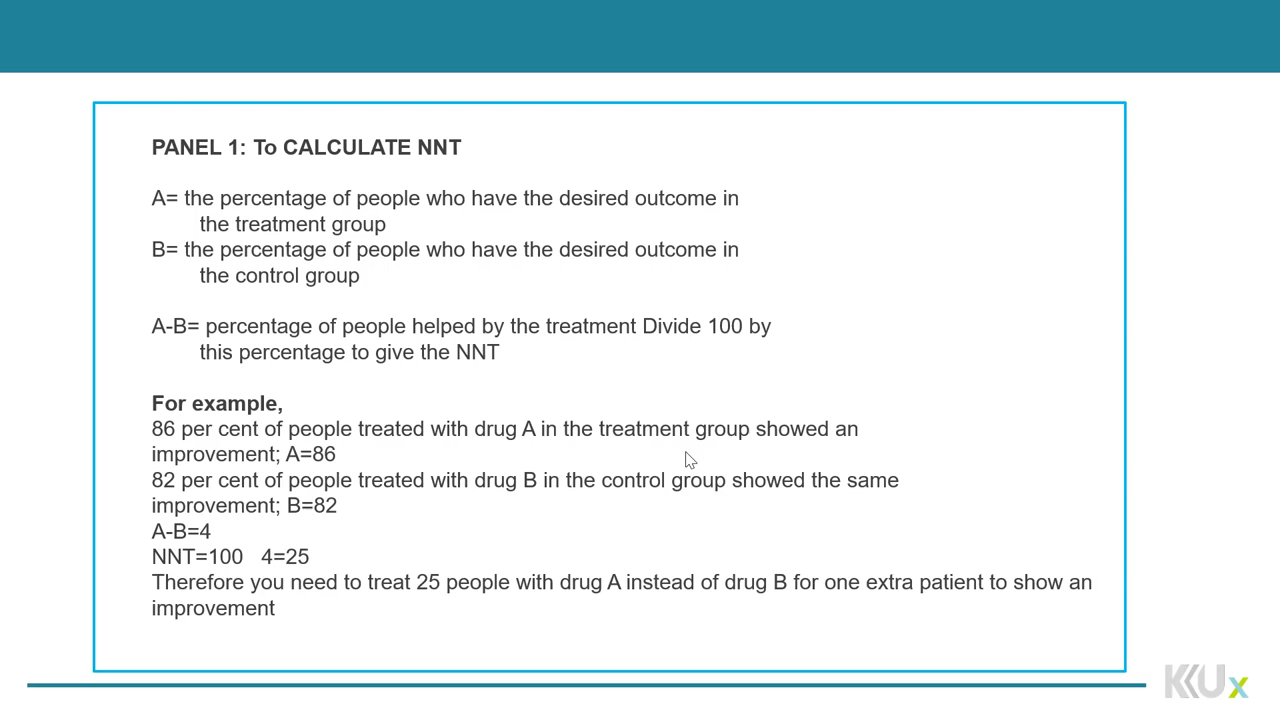 PANEL 1: To CALCULATE NNT
A= the percentage of people who have the desired outcome in
the treatment group
B= the percentage of people who have the desired outcome in
the control group
A-B= percentage of people helped by the treatment Divide 100 by
this percentage to give the NNT
For example,
86 per cent of people treated with drug A in the treatment group showed an
improvement; A=86
82 per cent of people treated with drug B in the control group showed the same
improvement; B=82
A-B=4
NNT=100 4=25
Therefore you need to treat 25 people with drug A instead of drug B for one extra patient to show an
improvement
KKUx